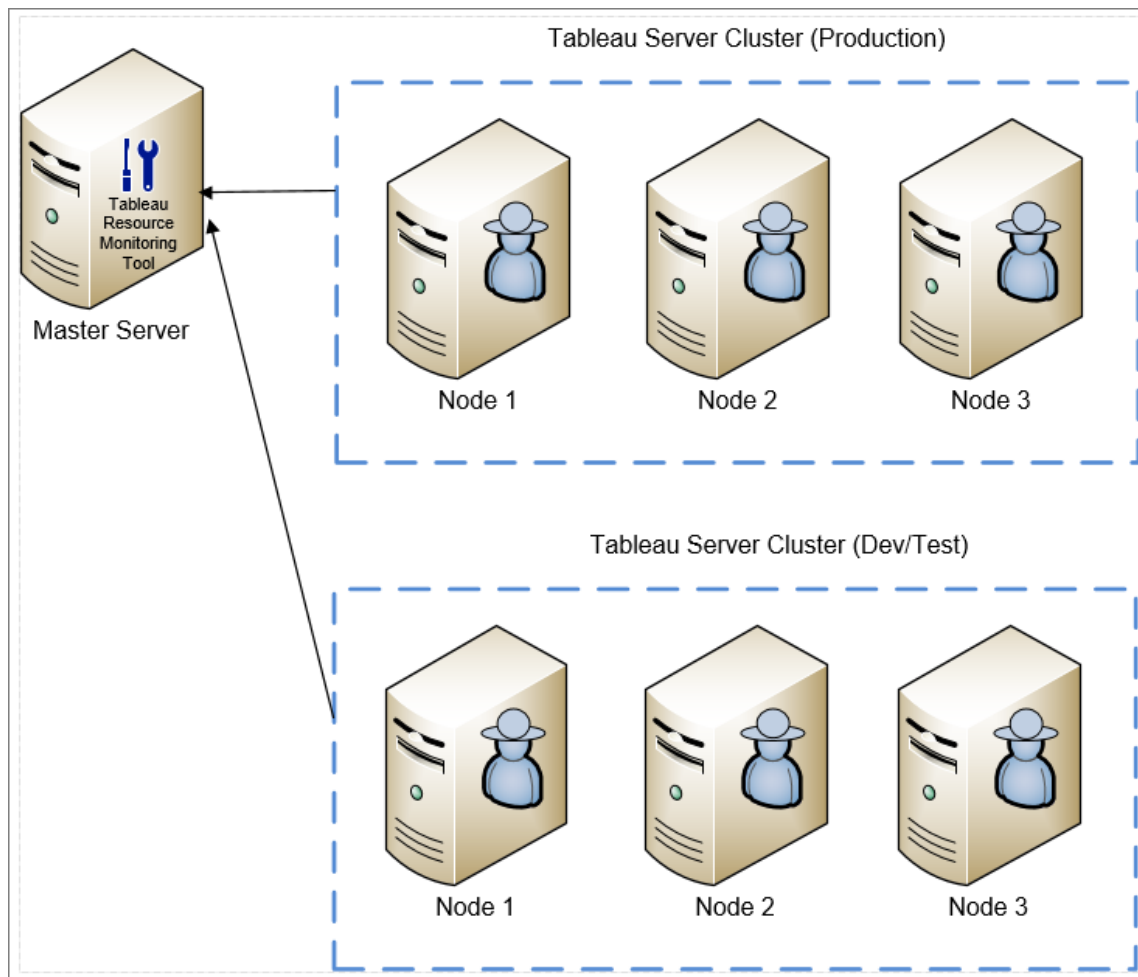 Tableau Server Cluster (Production)
Tableau
Resource
Monitoring
Tool
Master Server
Node 1
Node 2
Node 3
Tableau Server Cluster (Dev/Test)
Node 1
Node 2
Node 3